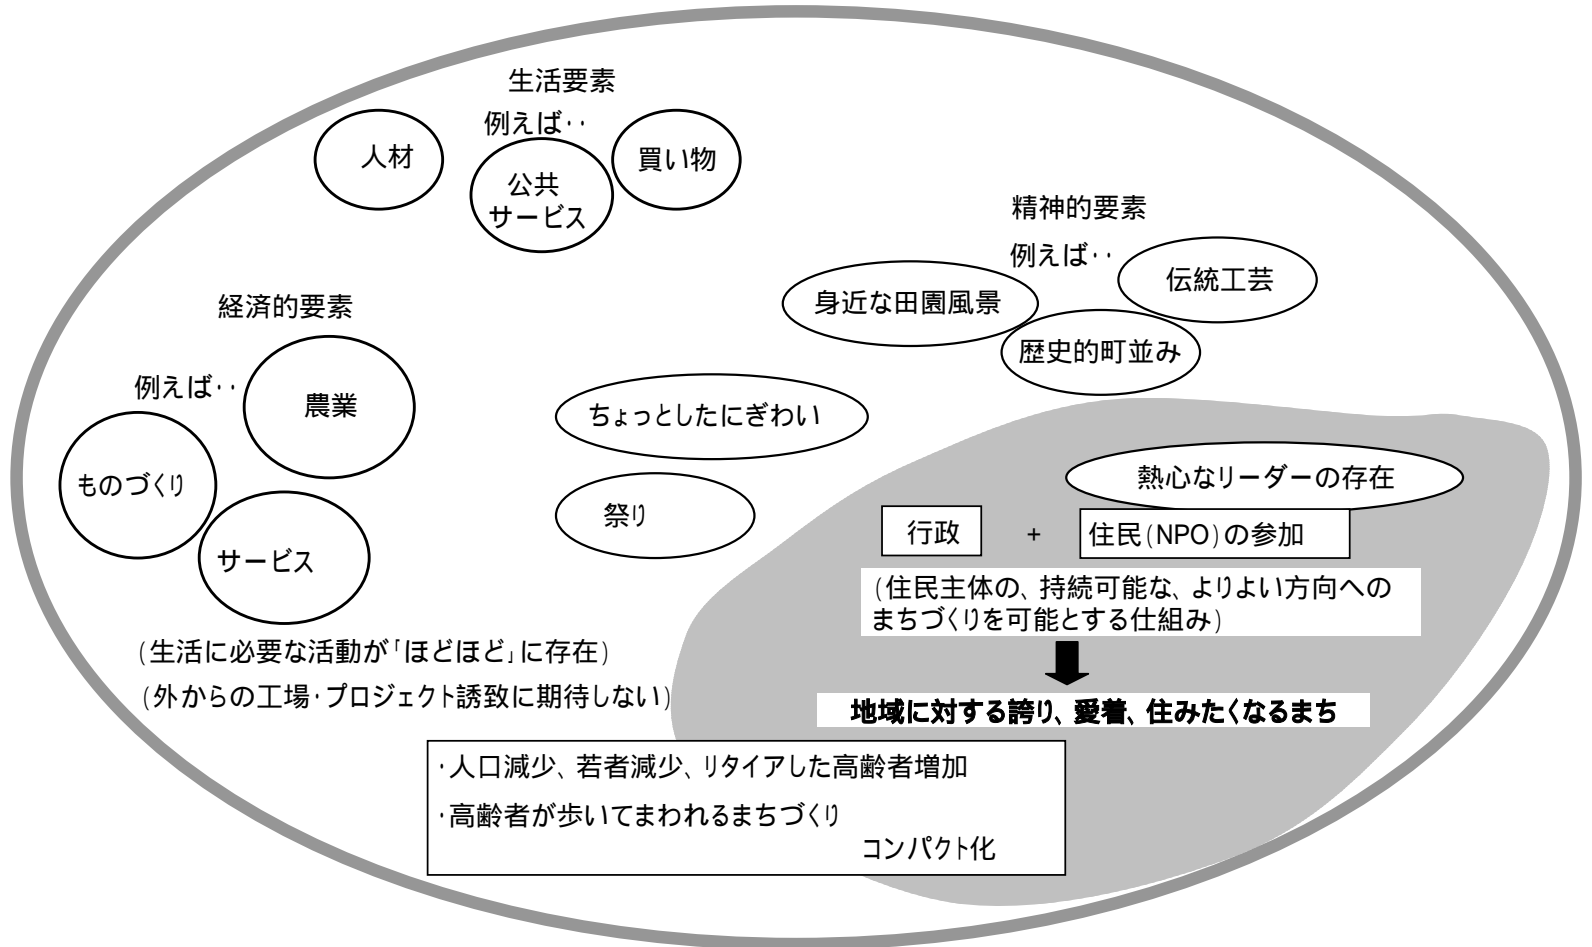 生活要素
例えば‥
人材
公共
サービス
買い物
精神的要素
例えば‥
伝統工芸
身近な田園風景
歴史的町並み
経済的要素
例えば‥
農業
ものづくり
サービス
ちょっとしたにぎわい
祭り
熱心なリーダーの存在
行政 + 住民(NPO)の参加
(住民主体の、持続可能な、よりよい方向への
まちづくりを可能とする仕組み)
(生活に必要な活動が「ほどほど」に存在)
(外からの工場・プロジェクト誘致に期待しない)
地域に対する誇り、愛着、住みたくなるまち
・人口減少、若者減少、リタイアした高齢者増加
・高齢者が歩いてまわれるまちづくり
コンパクト化